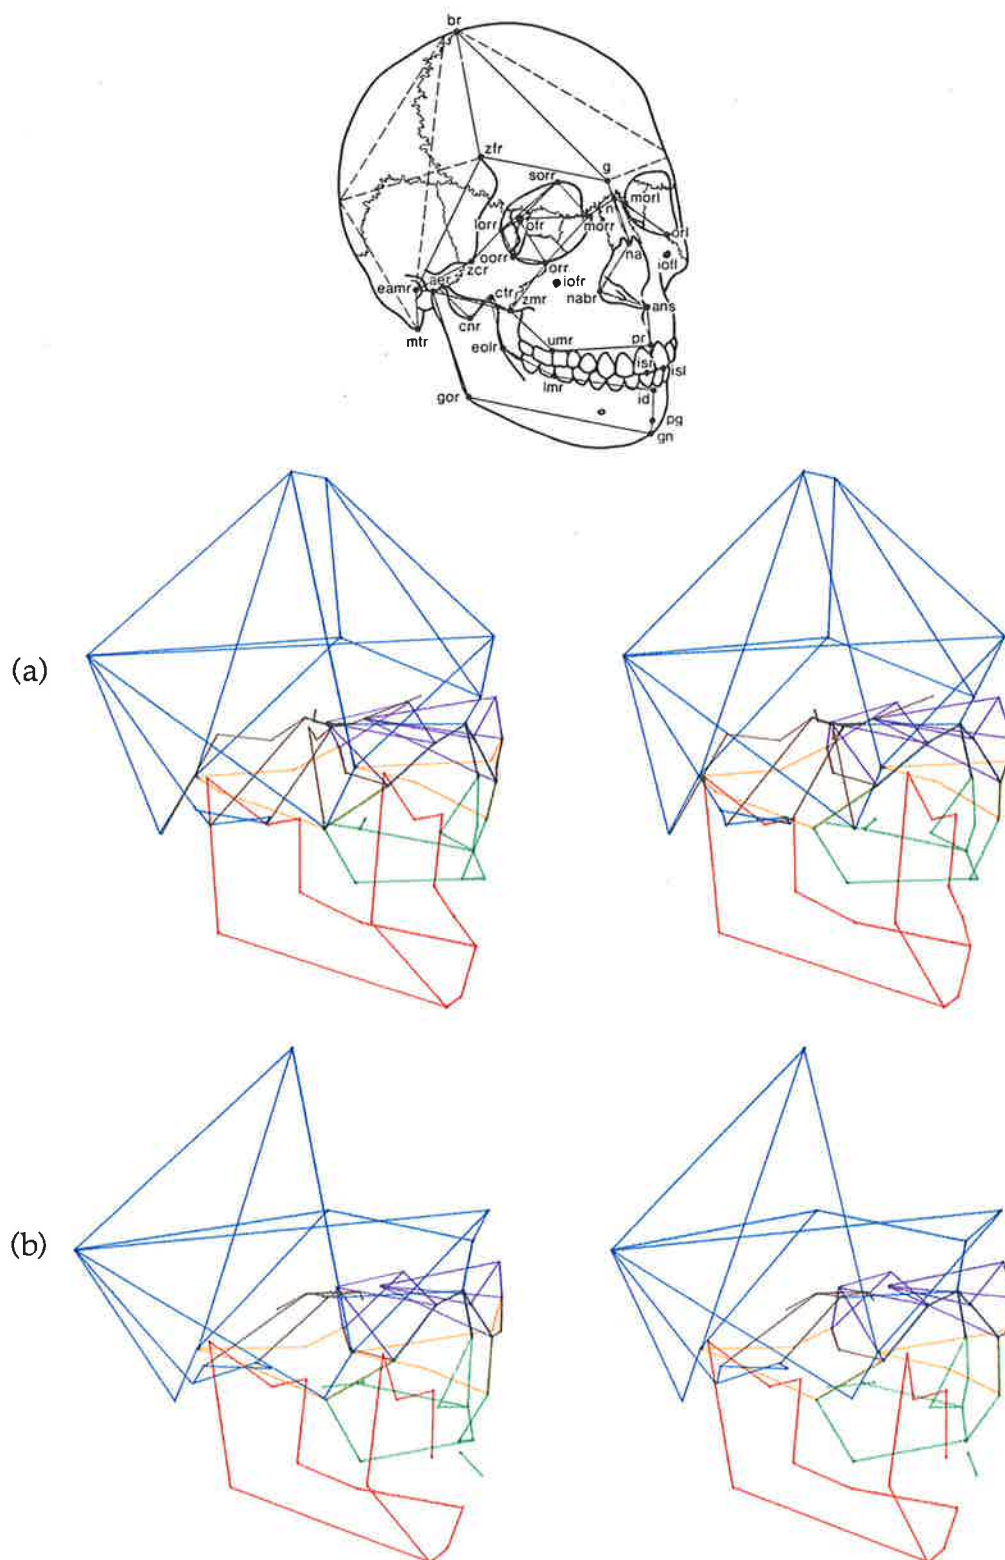 br
zfr
g
sorr
n
morl
lorr
ofr
morr
orl
oorr
na
iofl
zcr
orr
aer
iofr
eamr
ctr
nabr
ans
zmr
cnr
mtr
eolr
umr
pr
isr
isl
lmr
id
gor
pg
gn
(a)
(b)